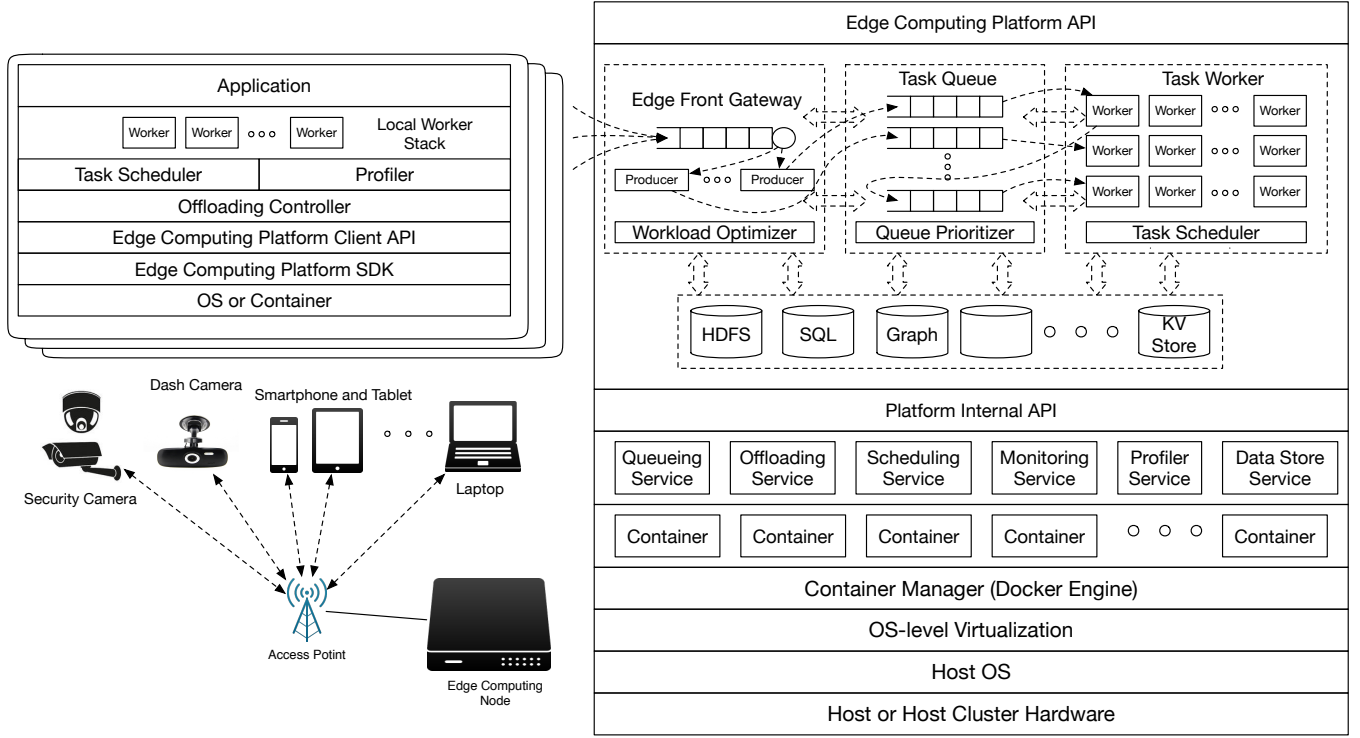 Application
Worker Worker Worker
Local Worker
Stack
Task Scheduler
Profiler
Offloading Controller
Edge Computing Platform Client API
Edge Computing Platform SDK
OS or Container
Dash Camera
Smartphone and Tablet
Security Camera
Laptop
Access Potint
Edge Computing
Node
Edge Computing Platform API
Edge Front Gateway
Producer Producer
Workload Optimizer
Task Queue
Queue Prioritizer
Task Worker
Worker Worker Worker
Worker Worker Worker
Worker Worker Worker
Task Scheduler
HDFS
SQL
Graph
KV
Store
Platform Internal API
Queueing
Service
Offloading
Service
Scheduling
Service
Monitoring
Service
Profiler
Service
Data Store
Service
Container Container Container Container Container
Container Manager (Docker Engine)
OS-level Virtualization
Host OS
Host or Host Cluster Hardware